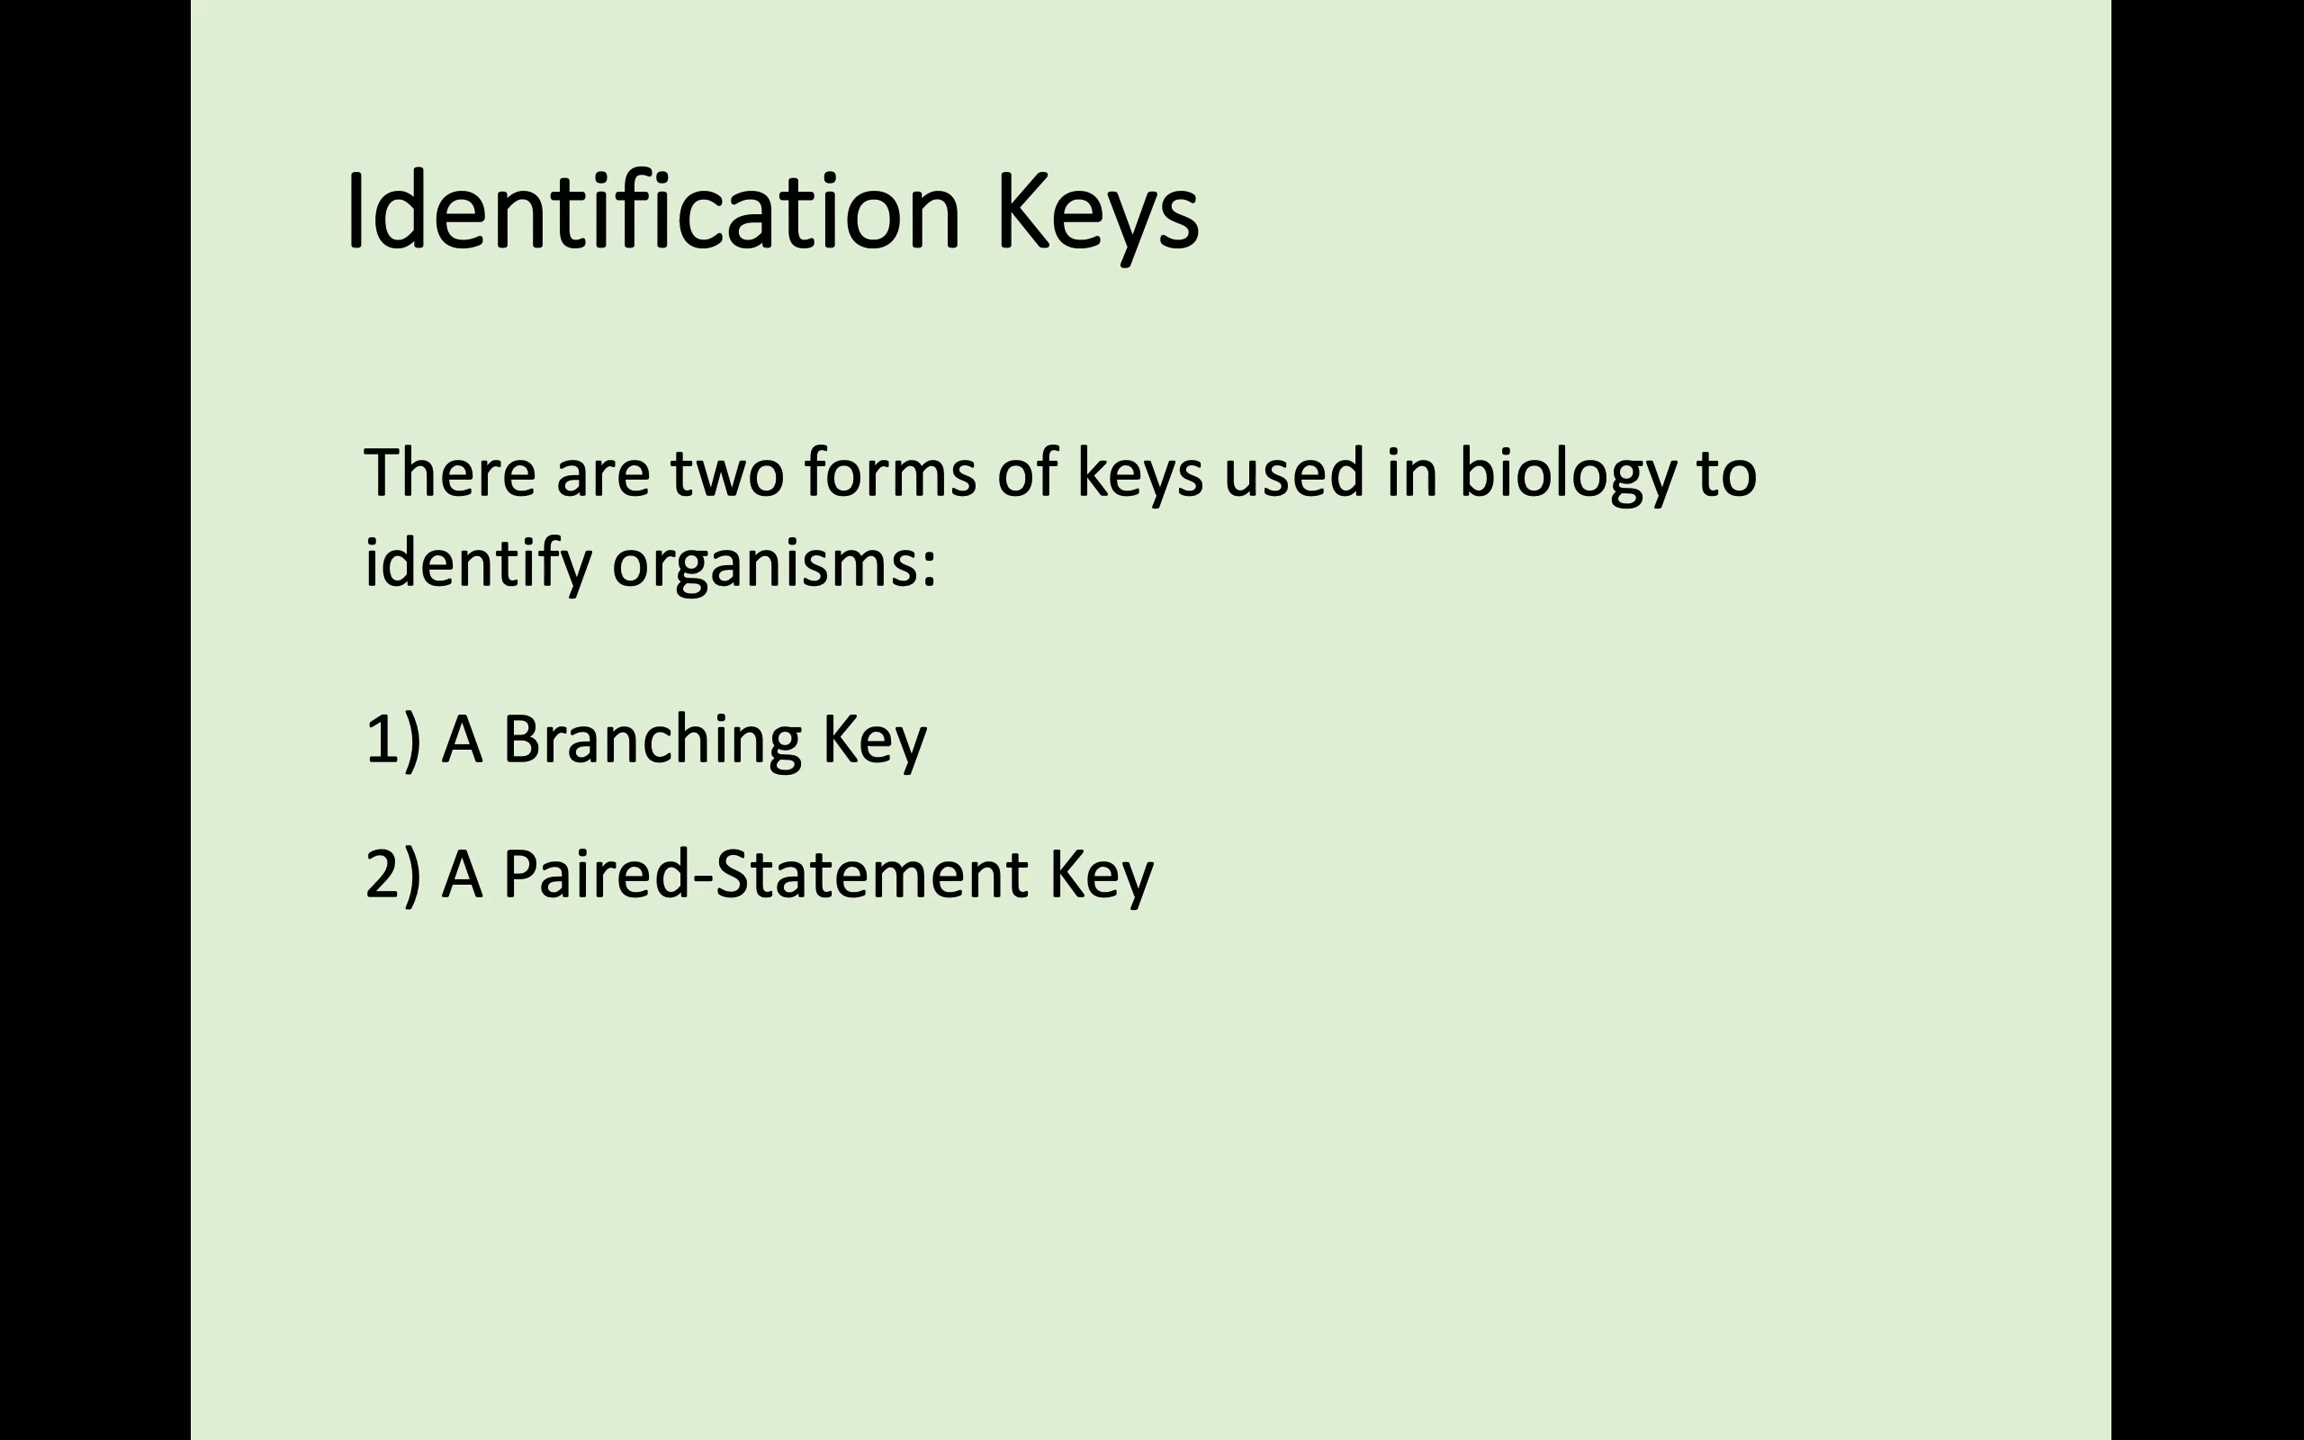 Identification Keys
There are two forms of keys used in biology to
identify organisms:
1) A Branching Key
2) A Paired-Statement Key